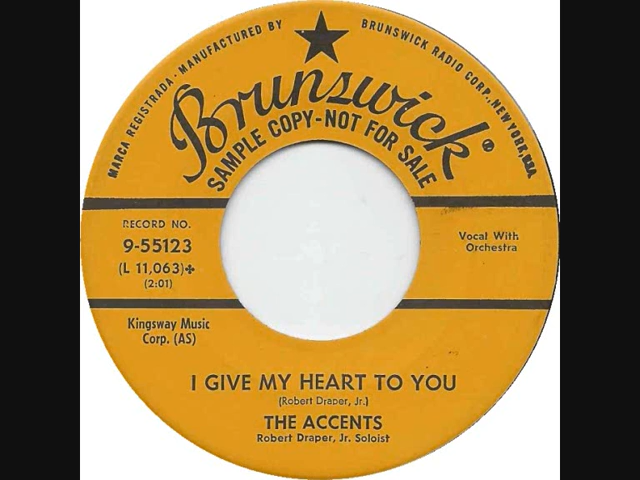 MARCA REGISTRADA · MANUFACTURED BY BRUNSWICK RADIO CORP., NEW YORK, U.S.A.
Brunswick®
SAMPLE COPY-NOT FOR SALE
RECORD NO.
9-55123
(L 11,063)✤
(2:01)
Vocal With
Orchestra
Kingsway Music
Corp. (AS)
I GIVE MY HEART TO YOU
(Robert Draper, Jr.)
THE ACCENTS
Robert Draper, Jr. Soloist